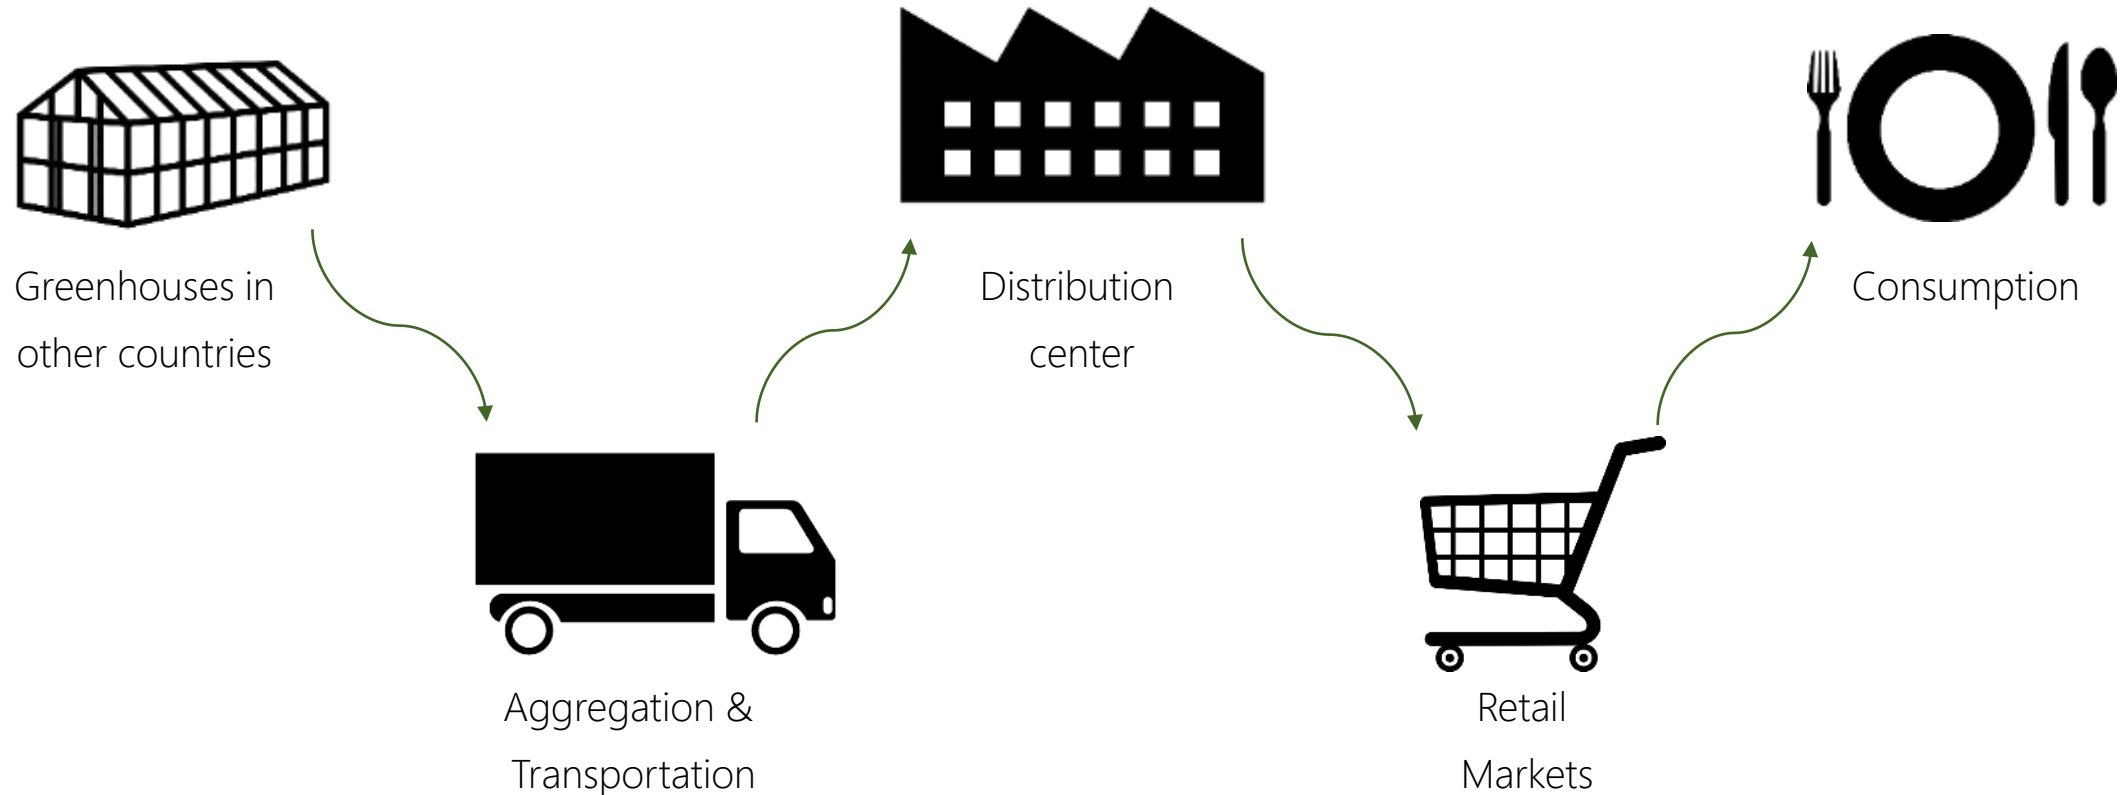 Greenhouses in
other countries
Aggregation &
Transportation
Distribution
center
Retail
Markets
Consumption